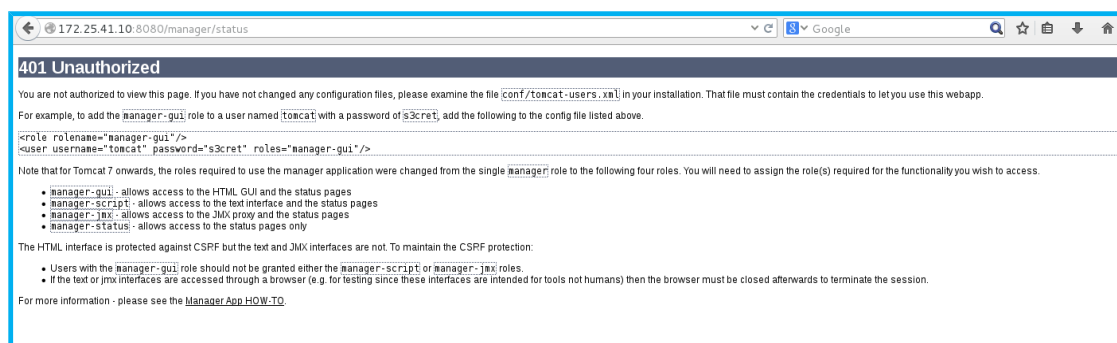 172.25.41.10:8080/manager/status
Google
401 Unauthorized
You are not authorized to view this page. If you have not changed any configuration files, please examine the file conf/tomcat-users.xml in your installation. That file must contain the credentials to let you use this webapp.
For example, to add the manager-gui role to a user named tomcat with a password of s3cret, add the following to the config file listed above.
<role rolename="manager-gui"/>
<user username="tomcat" password="s3cret" roles="manager-gui"/>
Note that for Tomcat 7 onwards, the roles required to use the manager application were changed from the single manager role to the following four roles. You will need to assign the role(s) required for the functionality you wish to access.
• manager-gui - allows access to the HTML GUI and the status pages
• manager-script - allows access to the text interface and the status pages
• manager-jmx - allows access to the JMX proxy and the status pages
• manager-status - allows access to the status pages only
The HTML interface is protected against CSRF but the text and JMX interfaces are not. To maintain the CSRF protection:
• Users with the manager-gui role should not be granted either the manager-script or manager-jmx roles.
• If the text or jmx interfaces are accessed through a browser (e.g. for testing since these interfaces are intended for tools not humans) then the browser must be closed afterwards to terminate the session.
For more information - please see the Manager App HOW-TO.